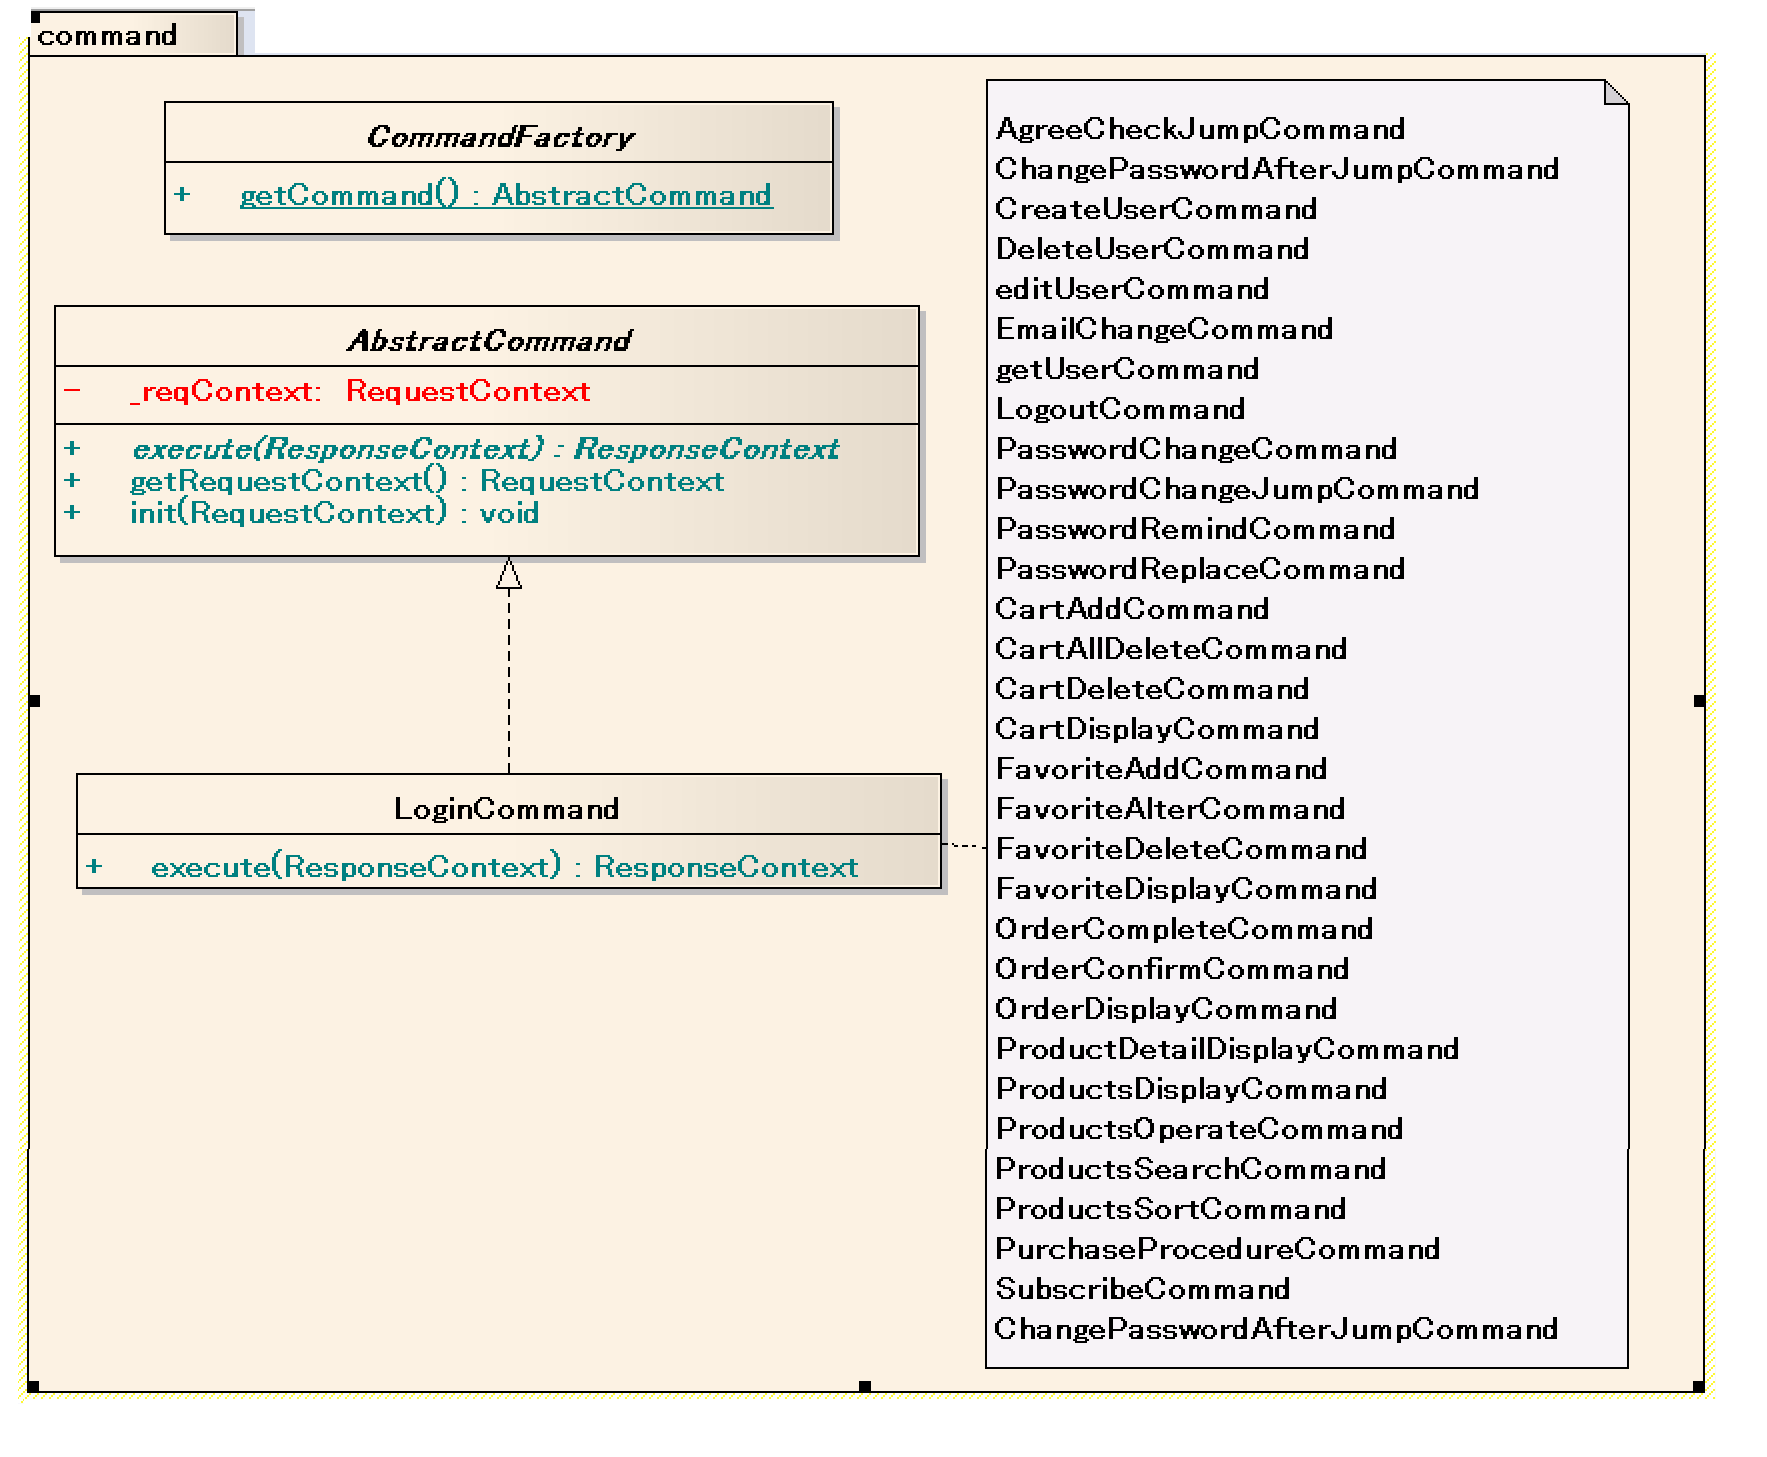 command
CommandFactory
+ getCommand() : AbstractCommand
AbstractCommand
- _reqContext: RequestContext
+ execute(ResponseContext) : ResponseContext
+ getRequestContext() : RequestContext
+ init(RequestContext) : void
LoginCommand
+ execute(ResponseContext) : ResponseContext
AgreeCheckJumpCommand
ChangePasswordAfterJumpCommand
CreateUserCommand
DeleteUserCommand
editUserCommand
EmailChangeCommand
getUserCommand
LogoutCommand
PasswordChangeCommand
PasswordChangeJumpCommand
PasswordRemindCommand
PasswordReplaceCommand
CartAddCommand
CartAllDeleteCommand
CartDeleteCommand
CartDisplayCommand
FavoriteAddCommand
FavoriteAlterCommand
FavoriteDeleteCommand
FavoriteDisplayCommand
OrderCompleteCommand
OrderConfirmCommand
OrderDisplayCommand
ProductDetailDisplayCommand
ProductsDisplayCommand
ProductsOperateCommand
ProductsSearchCommand
ProductsSortCommand
PurchaseProcedureCommand
SubscribeCommand
ChangePasswordAfterJumpCommand